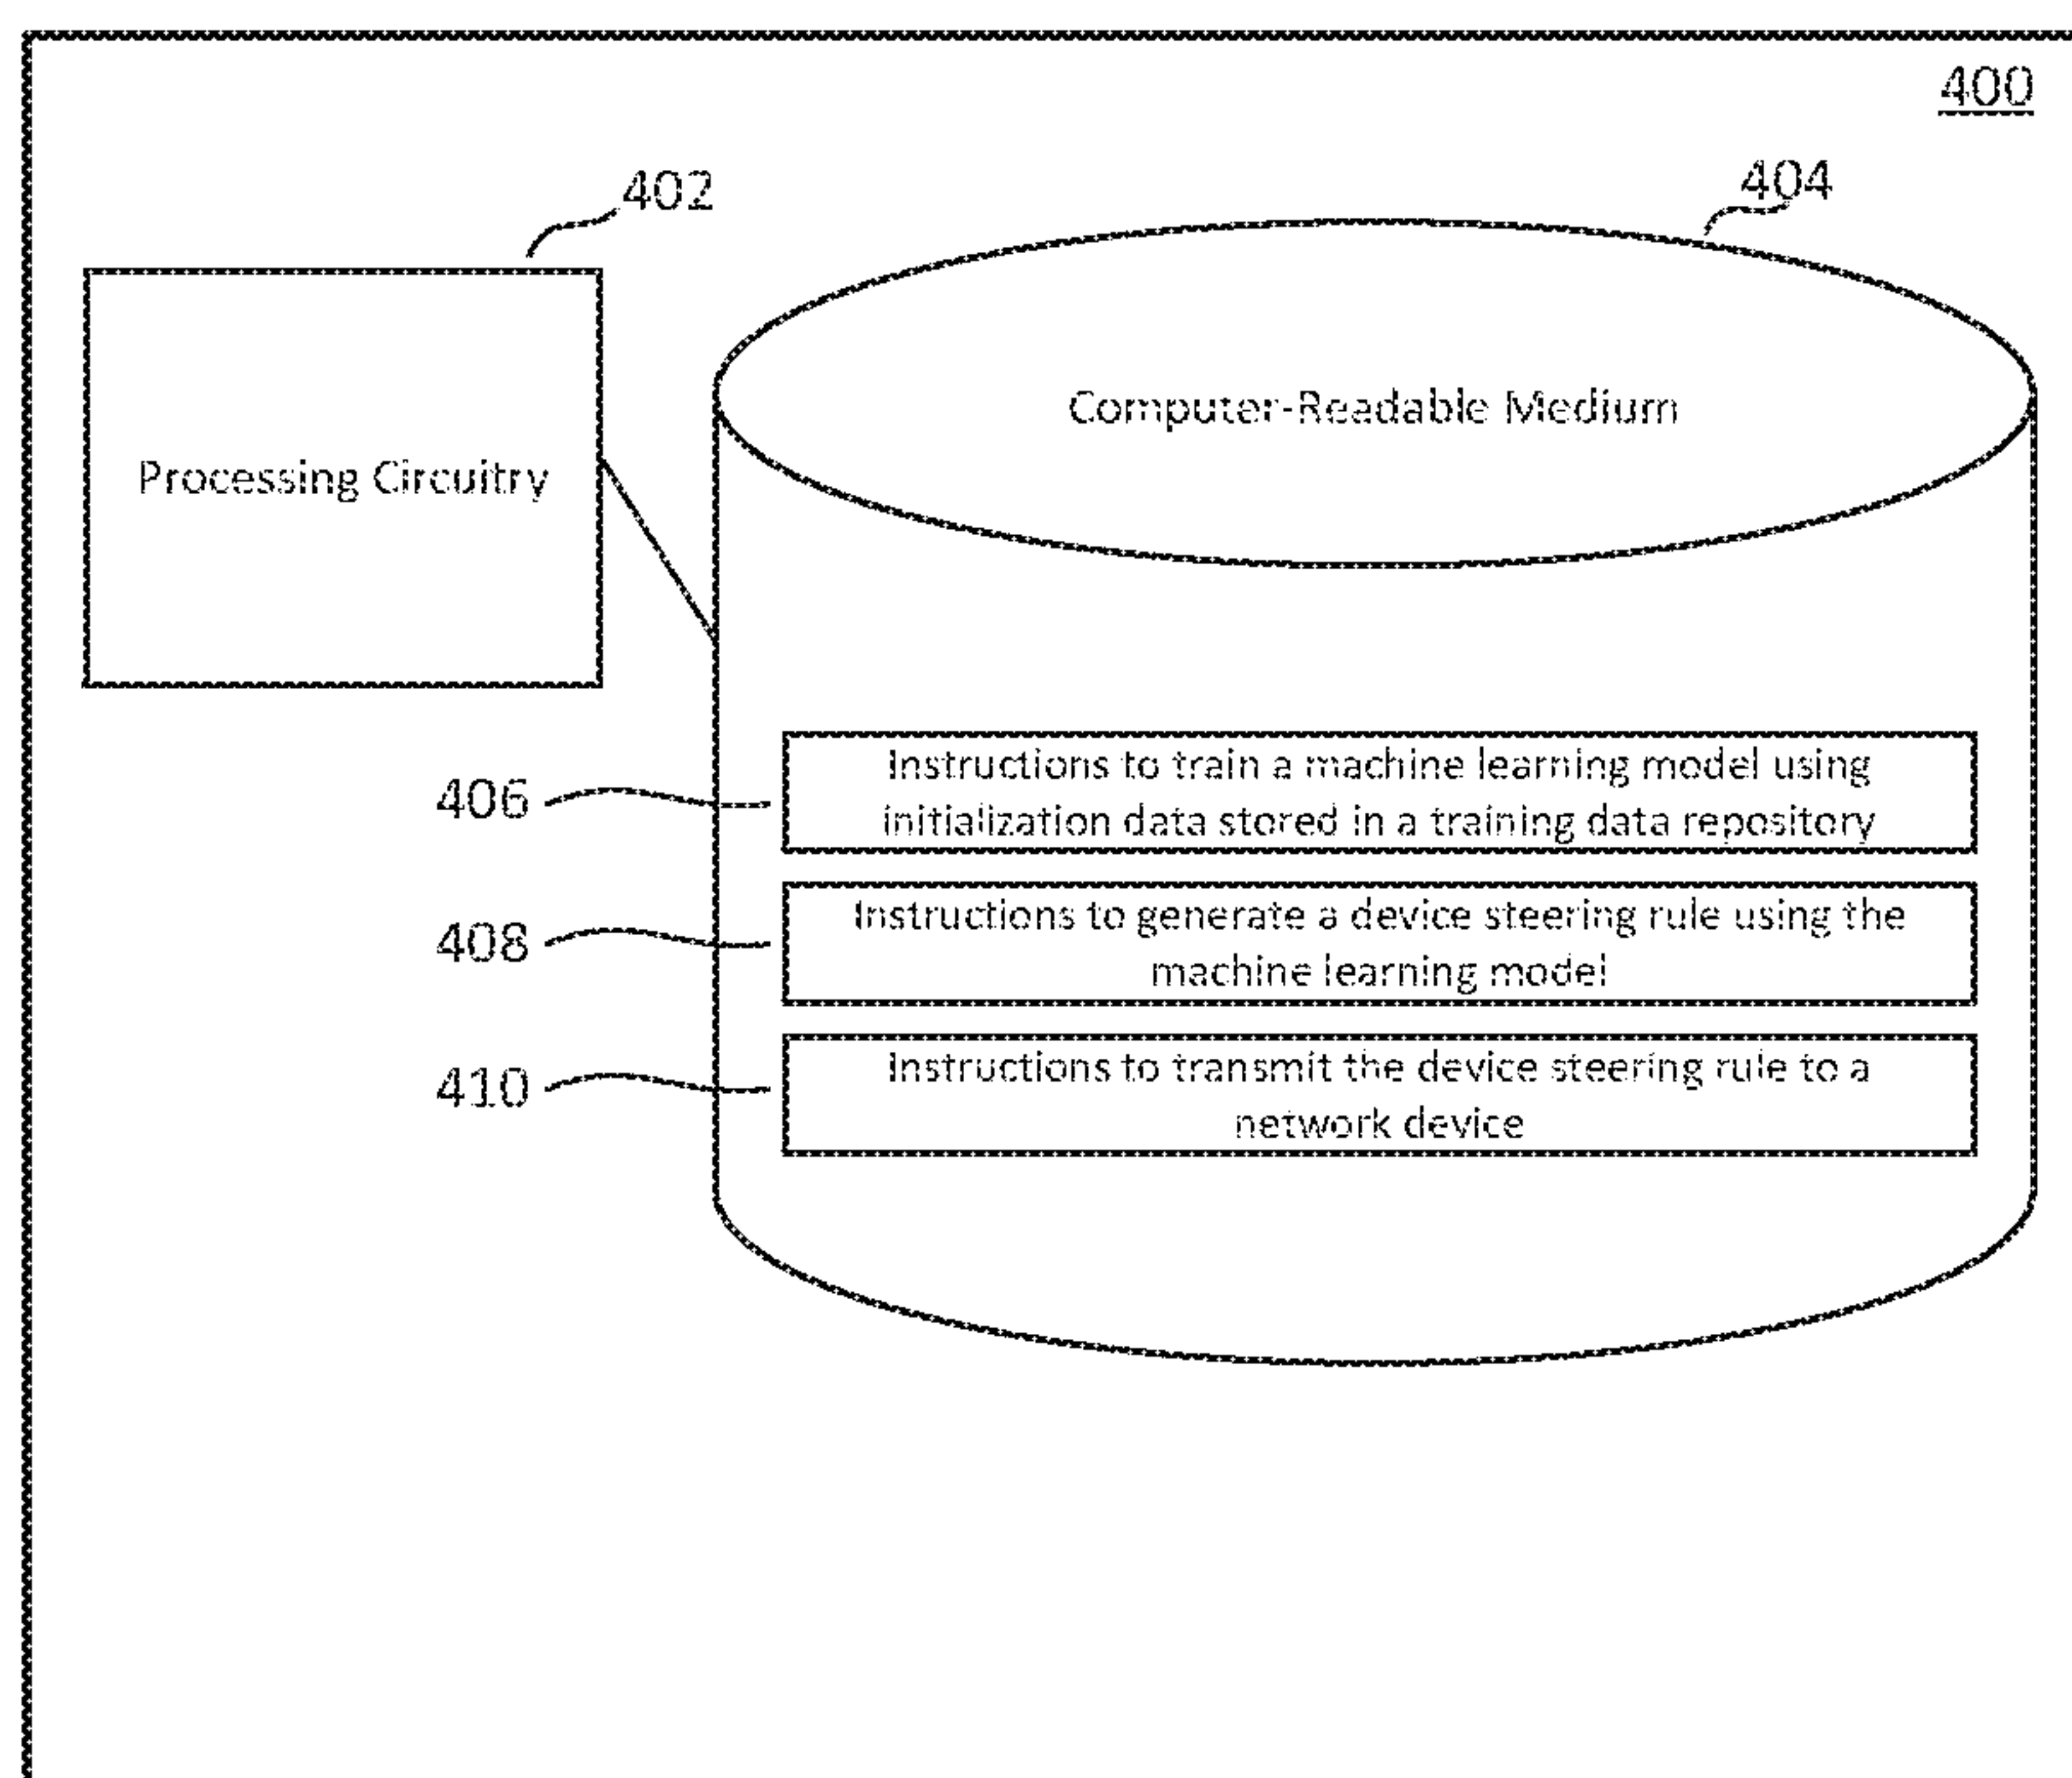 400
402
404
Computer-Readable Medium
Processing Circuitry
406
Instructions to train a machine learning model using
initialization data stored in a training data repository
408
Instructions to generate a device steering rule using the
machine learning model
410
Instructions to transmit the device steering rule to a
network device